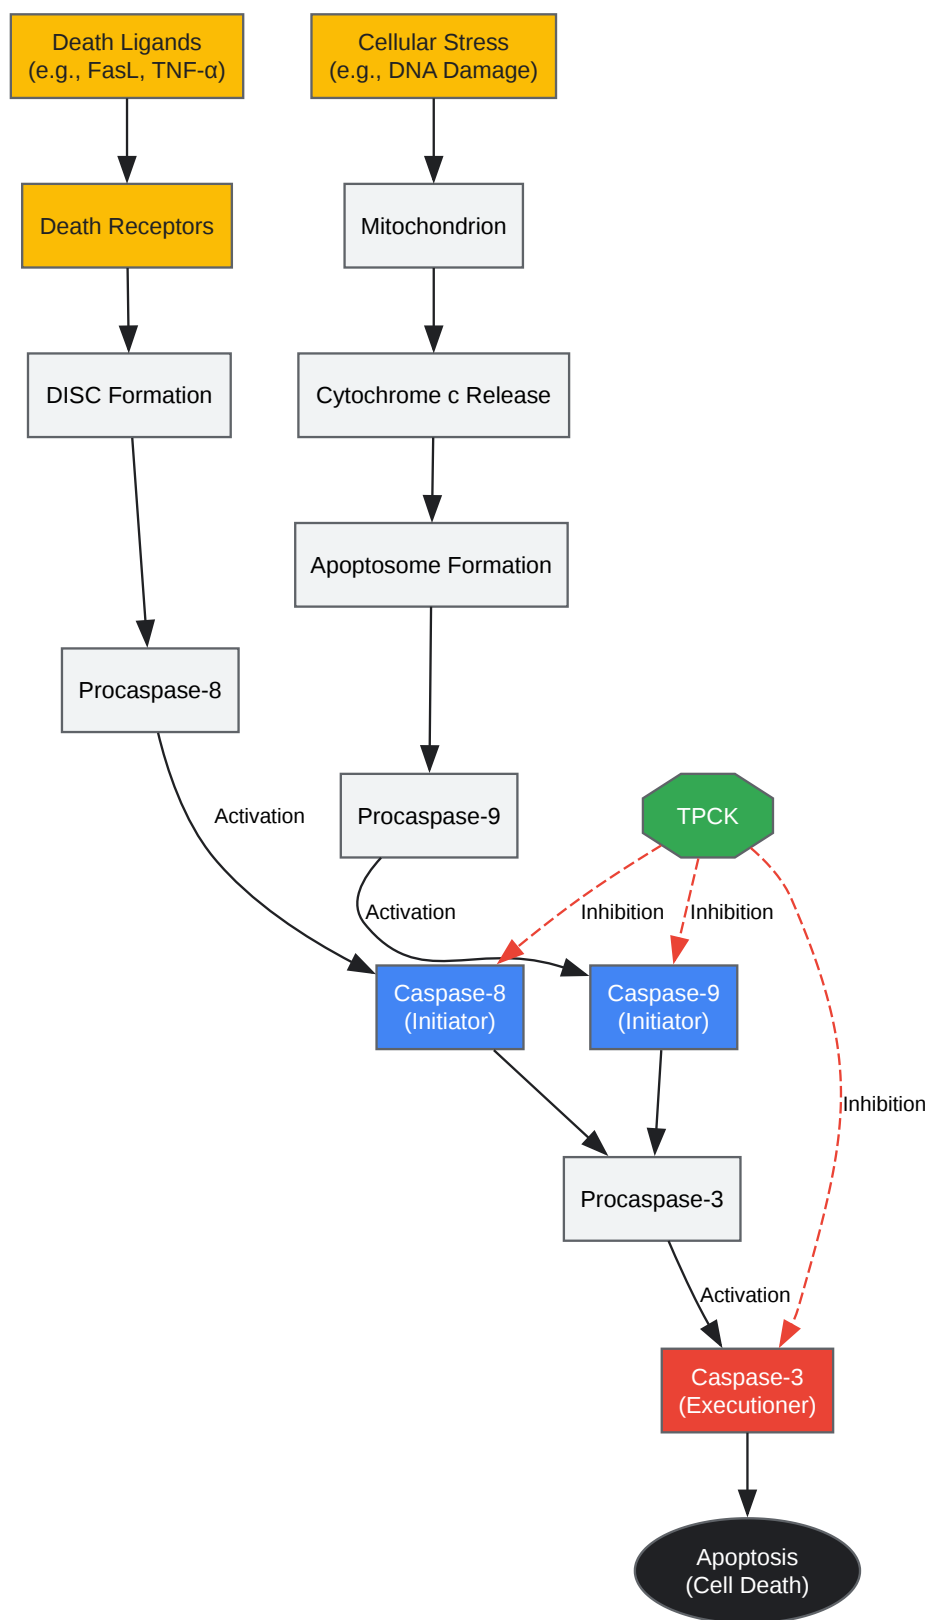 Death Ligands
(e.g., FasL, TNF-α)
Cellular Stress
(e.g., DNA Damage)
Death Receptors
Mitochondrion
DISC Formation
Cytochrome c Release
Apoptosome Formation
Procaspase-8
Activation
Procaspase-9
TPCK
Activation
Inhibition
Inhibition
Caspase-8
(Initiator)
Caspase-9
(Initiator)
Inhibition
Procaspase-3
Activation
Caspase-3
(Executioner)
Apoptosis
(Cell Death)